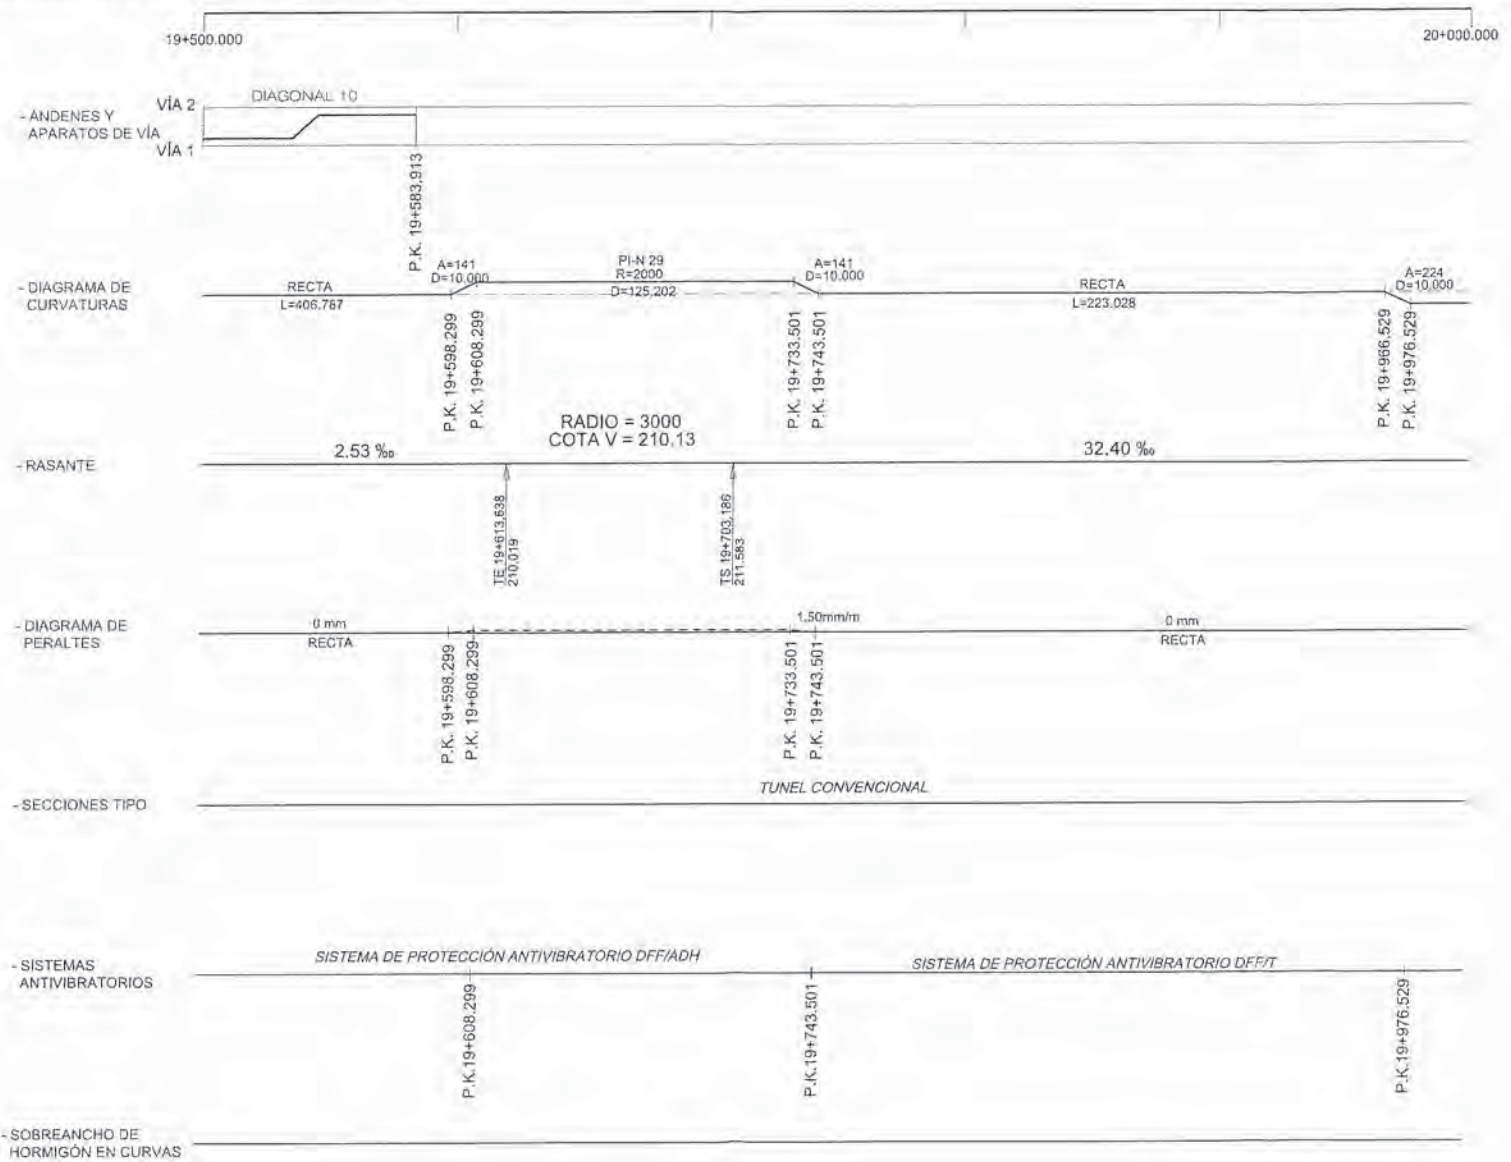 19+500.000
20+000.000
- ANDENES Y
APARATOS DE VÍA
VÍA 2
DIAGONAL 10
VÍA 1
P.K. 19+583.913
- DIAGRAMA DE
CURVATURAS
RECTA
L=406.767
A=141
D=10,000
PI-N 29
R=2000
D=125,202
A=141
D=10,000
RECTA
L=223.028
A=224
D=10,000
P.K. 19+598.299
P.K. 19+608.299
P.K. 19+733.501
P.K. 19+743.501
P.K. 19+966.529
P.K. 19+976.529
- RASANTE
2.53 ‰
RADIO = 3000
COTA V = 210.13
32.40 ‰
TE 19+613,638
210,019
TS 19+703,186
211.583
- DIAGRAMA DE
PERALTES
0 mm
RECTA
1.50mm/m
0 mm
RECTA
P.K. 19+598.299
P.K. 19+608.299
P.K. 19+733.501
P.K. 19+743.501
- SECCIONES TIPO
TUNEL CONVENCIONAL
- SISTEMAS
ANTIVIBRATORIOS
SISTEMA DE PROTECCIÓN ANTIVIBRATORIO DFF/ADH
SISTEMA DE PROTECCIÓN ANTIVIBRATORIO DFF/T
P.K.19+608.299
P.K.19+743.501
P.K.19+976.529
- SOBREANCHO DE
HORMIGÓN EN CURVAS